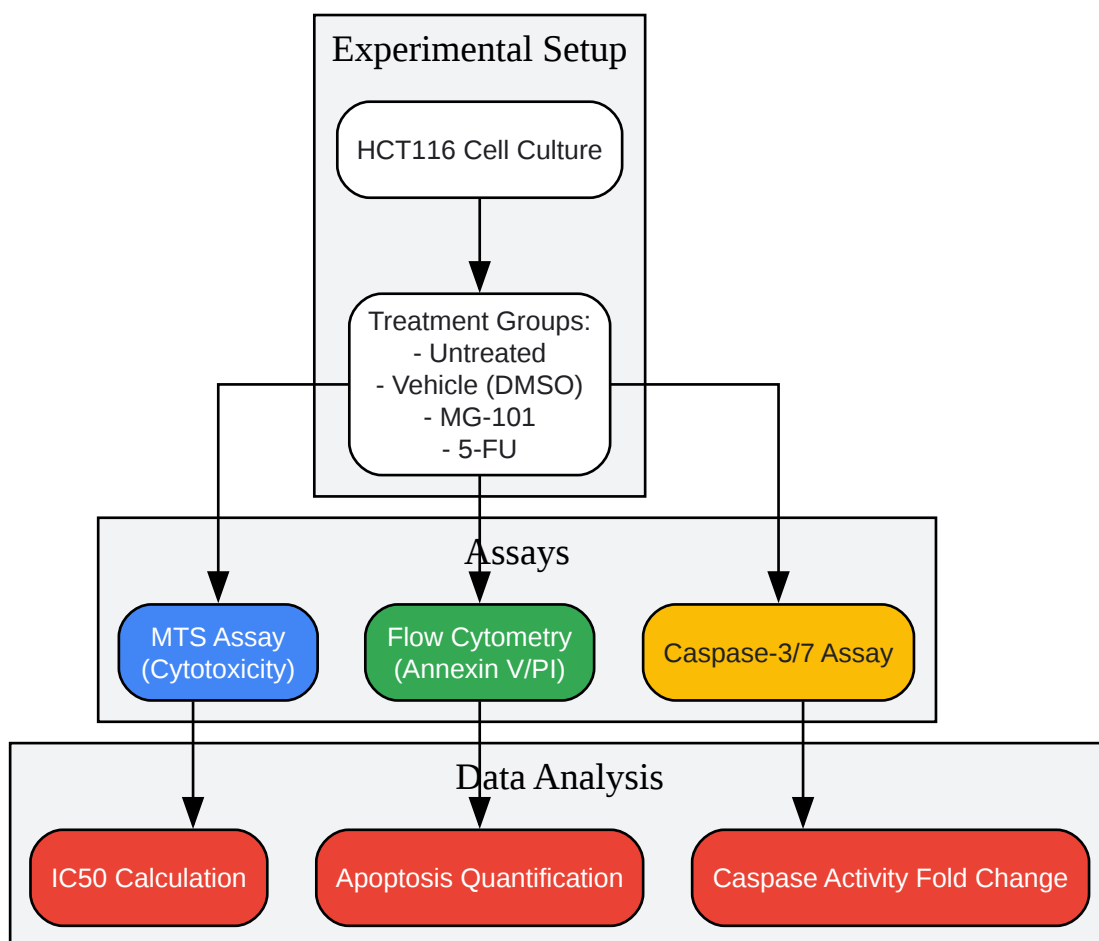 Experimental Setup
HCT116 Cell Culture
Treatment Groups:
- Untreated
- Vehicle (DMSO)
- MG-101
- 5-FU
Assays
MTS Assay
(Cytotoxicity)
Flow Cytometry
(Annexin V/PI)
Caspase-3/7 Assay
Data Analysis
IC50 Calculation
Apoptosis Quantification
Caspase Activity Fold Change